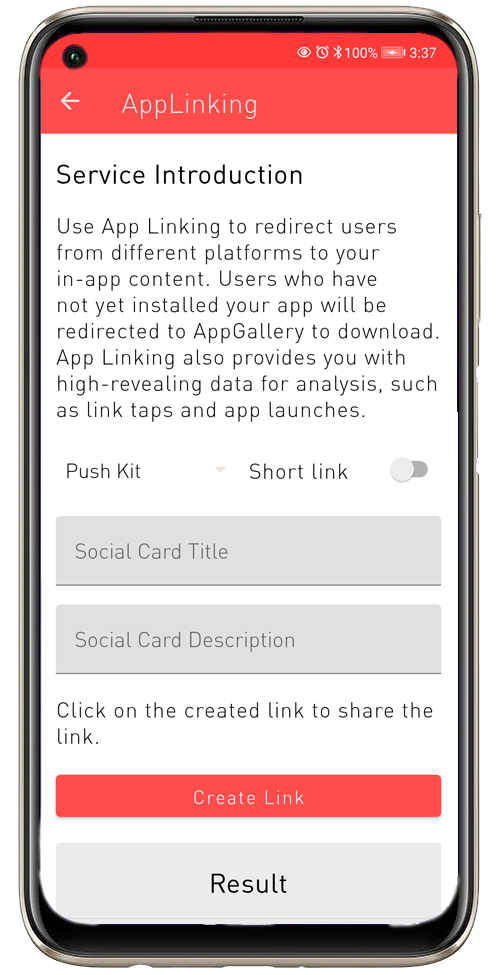 100% 3:37
AppLinking
Service Introduction
Use App Linking to redirect users
from different platforms to your
in-app content. Users who have
not yet installed your app will be
redirected to AppGallery to download.
App Linking also provides you with
high-revealing data for analysis, such
as link taps and app launches.
Push Kit Short link
Social Card Title
Social Card Description
Click on the created link to share the
link.
Create Link
Result